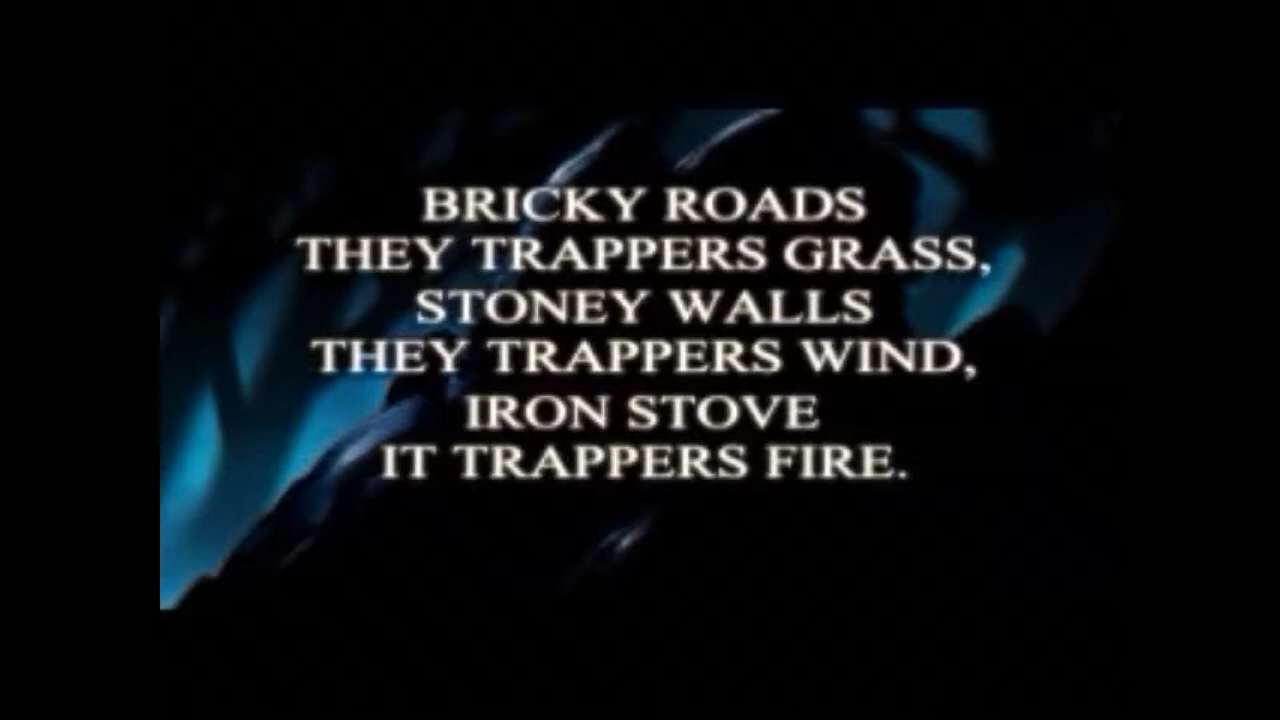 BRICKY ROADS
THEY TRAPPERS GRASS,
STONEY WALLS
THEY TRAPPERS WIND,
IRON STOVE
IT TRAPPERS FIRE.